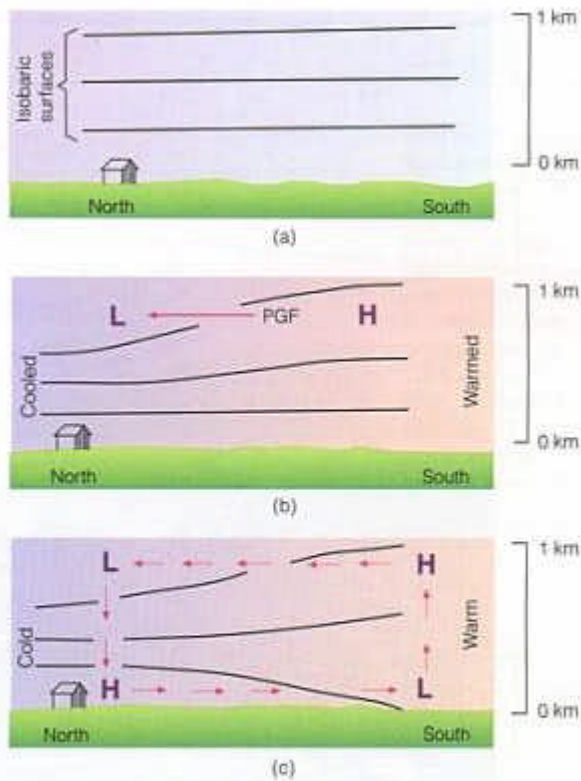 1 km
Isobaric
surfaces
0 km
North South
(a)
1 km
L PGF H
Cooled Warmed
0 km
North South
(b)
1 km
L H
Cold Warm
H L
0 km
North South
(c)